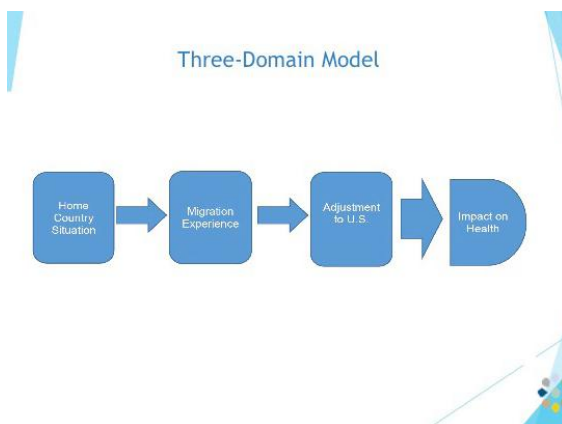 Three-Domain Model
Home
Country
Situation
Migration
Experience
Adjustment
to U.S.
Impact on
Health